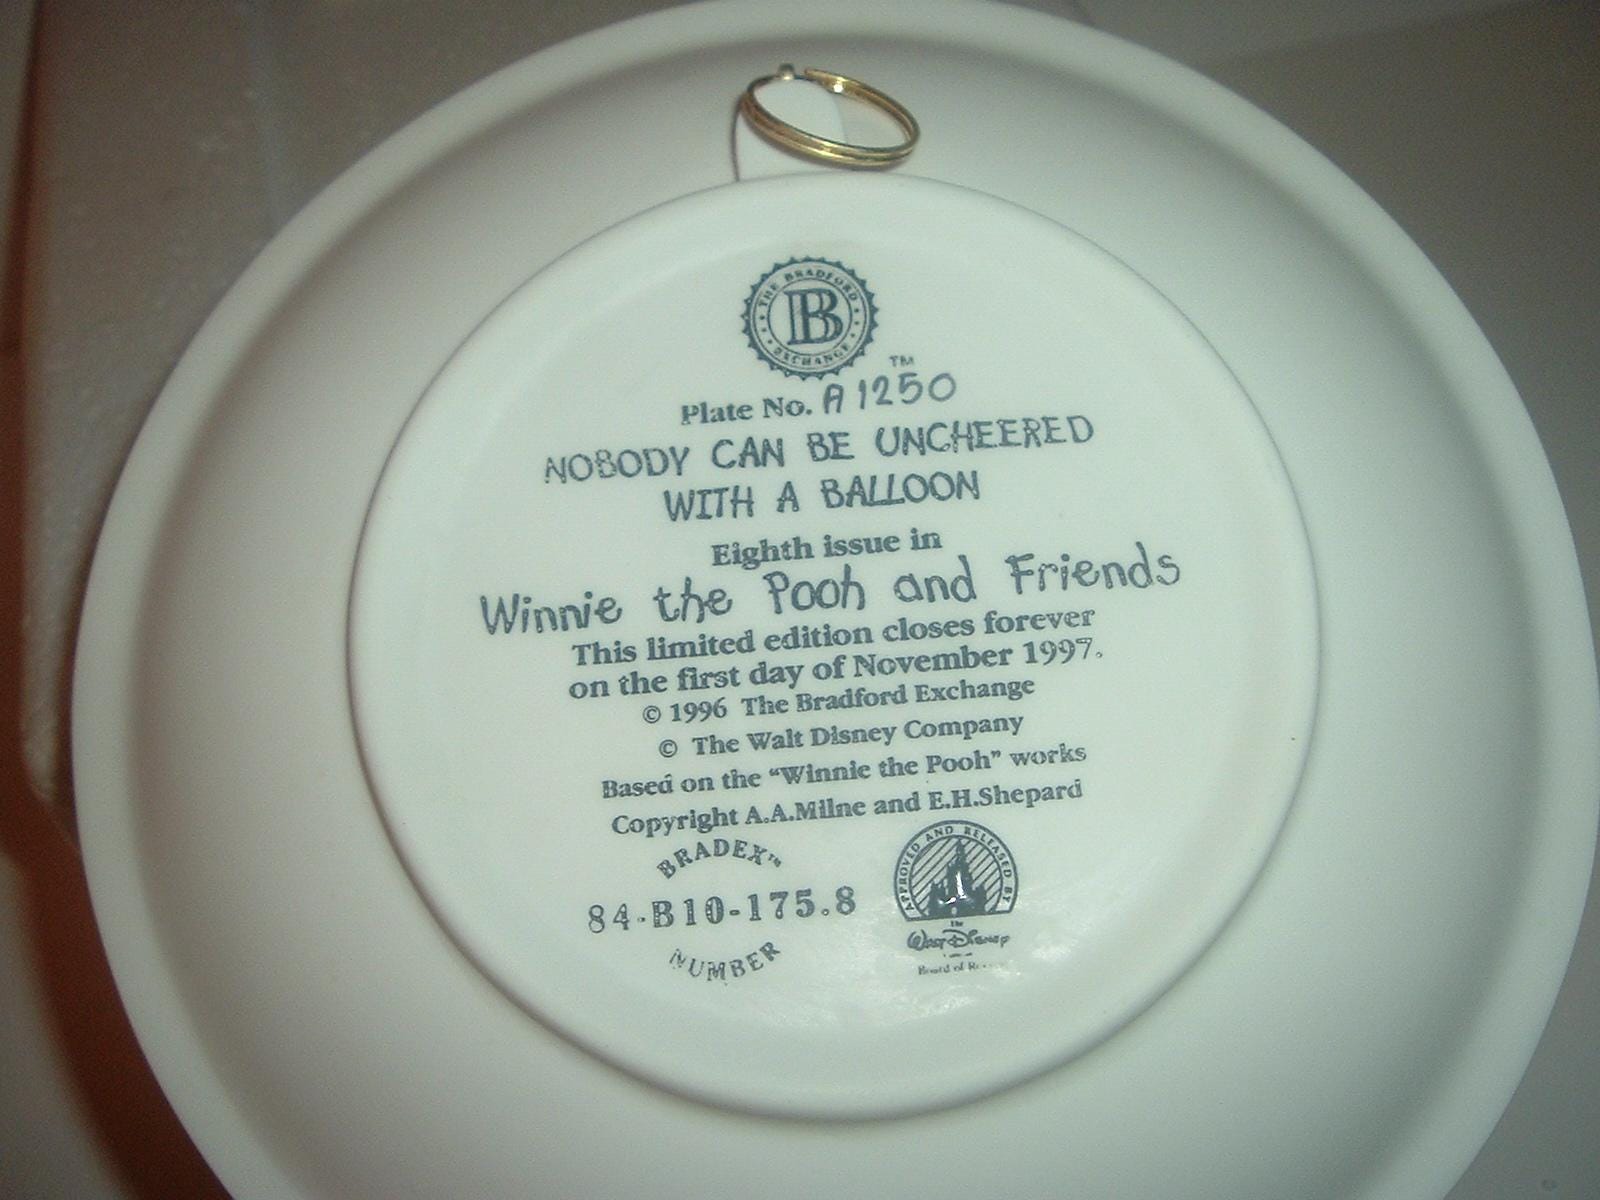 THE BRADFORD EXCHANGE
B
TM
Plate No. A1250
NOBODY CAN BE UNCHEERED
WITH A BALLOON
Eighth issue in
Winnie the Pooh and Friends
This limited edition closes forever
on the first day of November 1997.
© 1996 The Bradford Exchange
© The Walt Disney Company
Based on the "Winnie the Pooh" works
Copyright A.A.Milne and E.H.Shepard
BRADEX™
84-B10-175.8
NUMBER
APPROVED AND RELEASED BY
The
Walt Disney
Board of